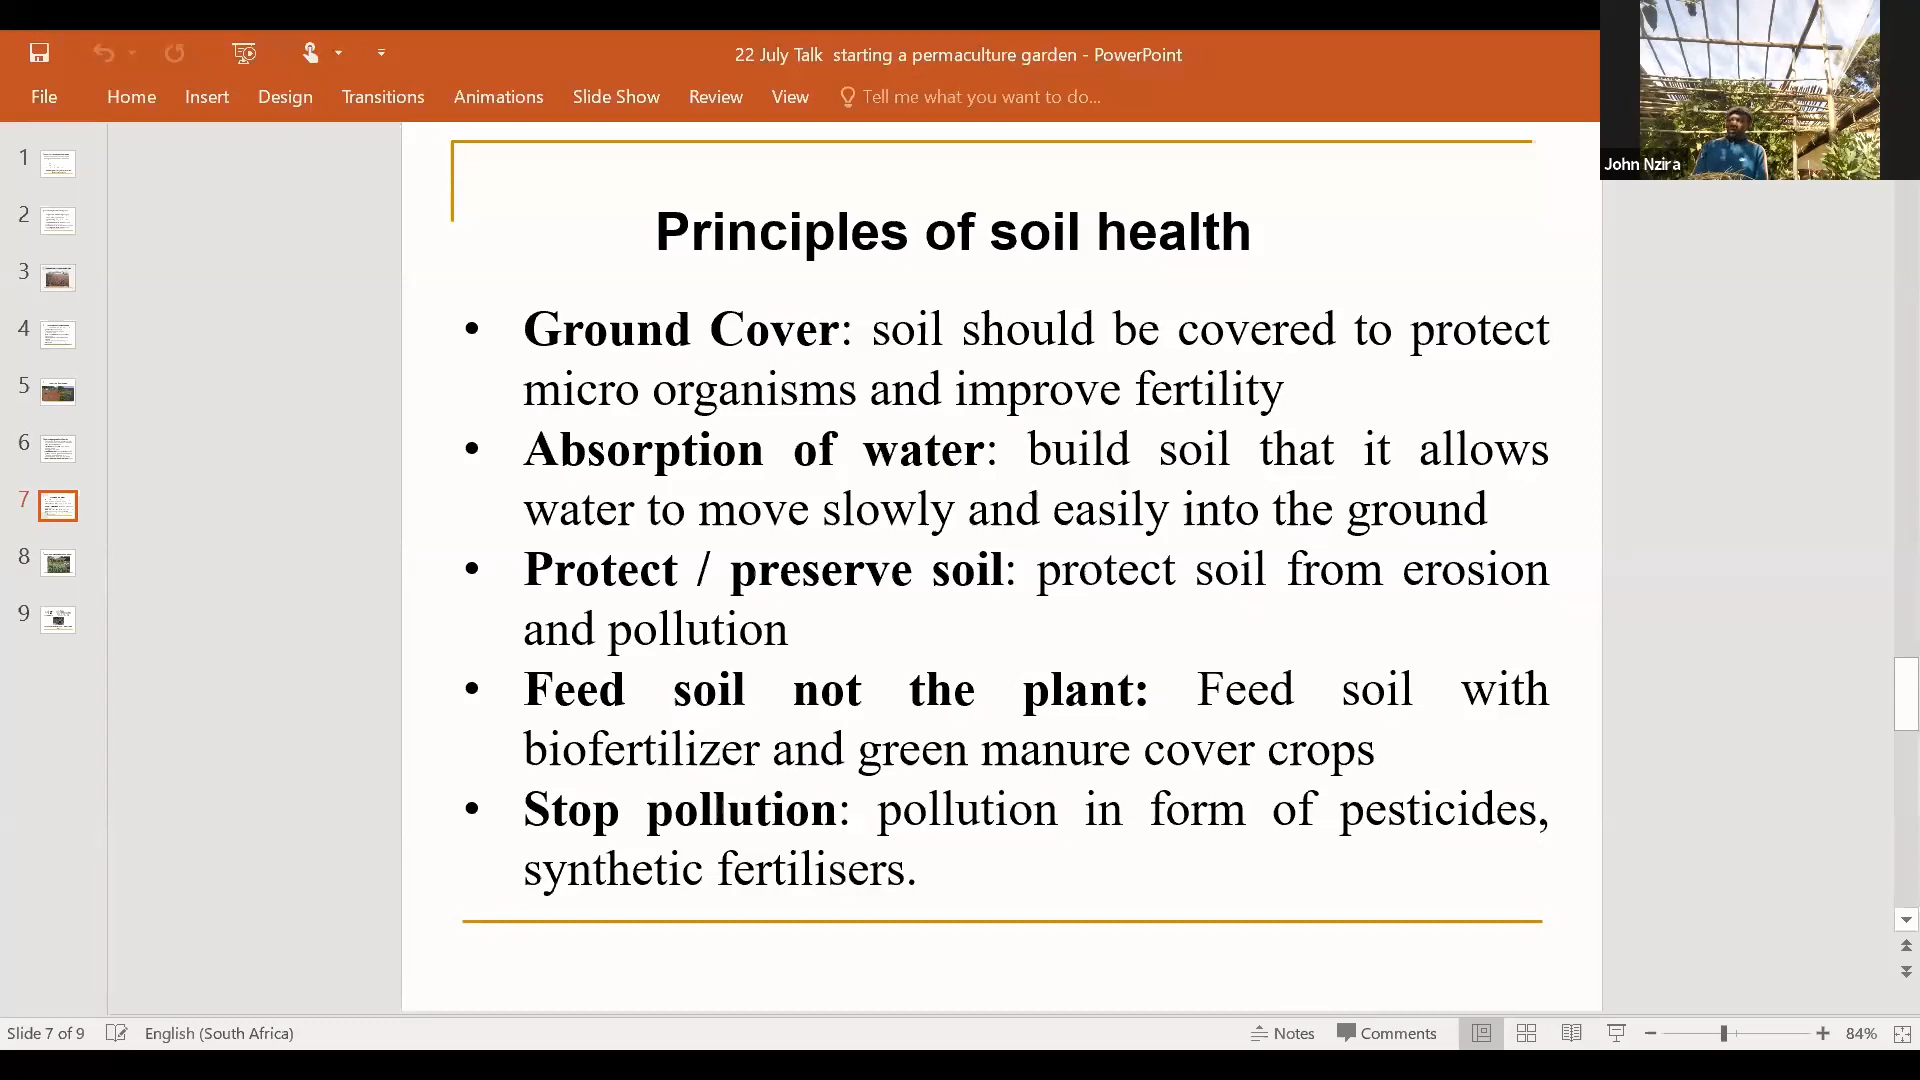 22 July Talk  starting a permaculture garden - PowerPoint
File Home Insert Design Transitions Animations Slide Show Review View Tell me what you want to do...
John Nzira
1
2
3
4
5
6
7
8
9
Principles of soil health
• Ground Cover: soil should be covered to protect
micro organisms and improve fertility
• Absorption of water: build soil that it allows
water to move slowly and easily into the ground
• Protect / preserve soil: protect soil from erosion
and pollution
• Feed soil not the plant: Feed soil with
biofertilizer and green manure cover crops
• Stop pollution: pollution in form of pesticides,
synthetic fertilisers.
Slide 7 of 9 English (South Africa) Notes Comments 84%